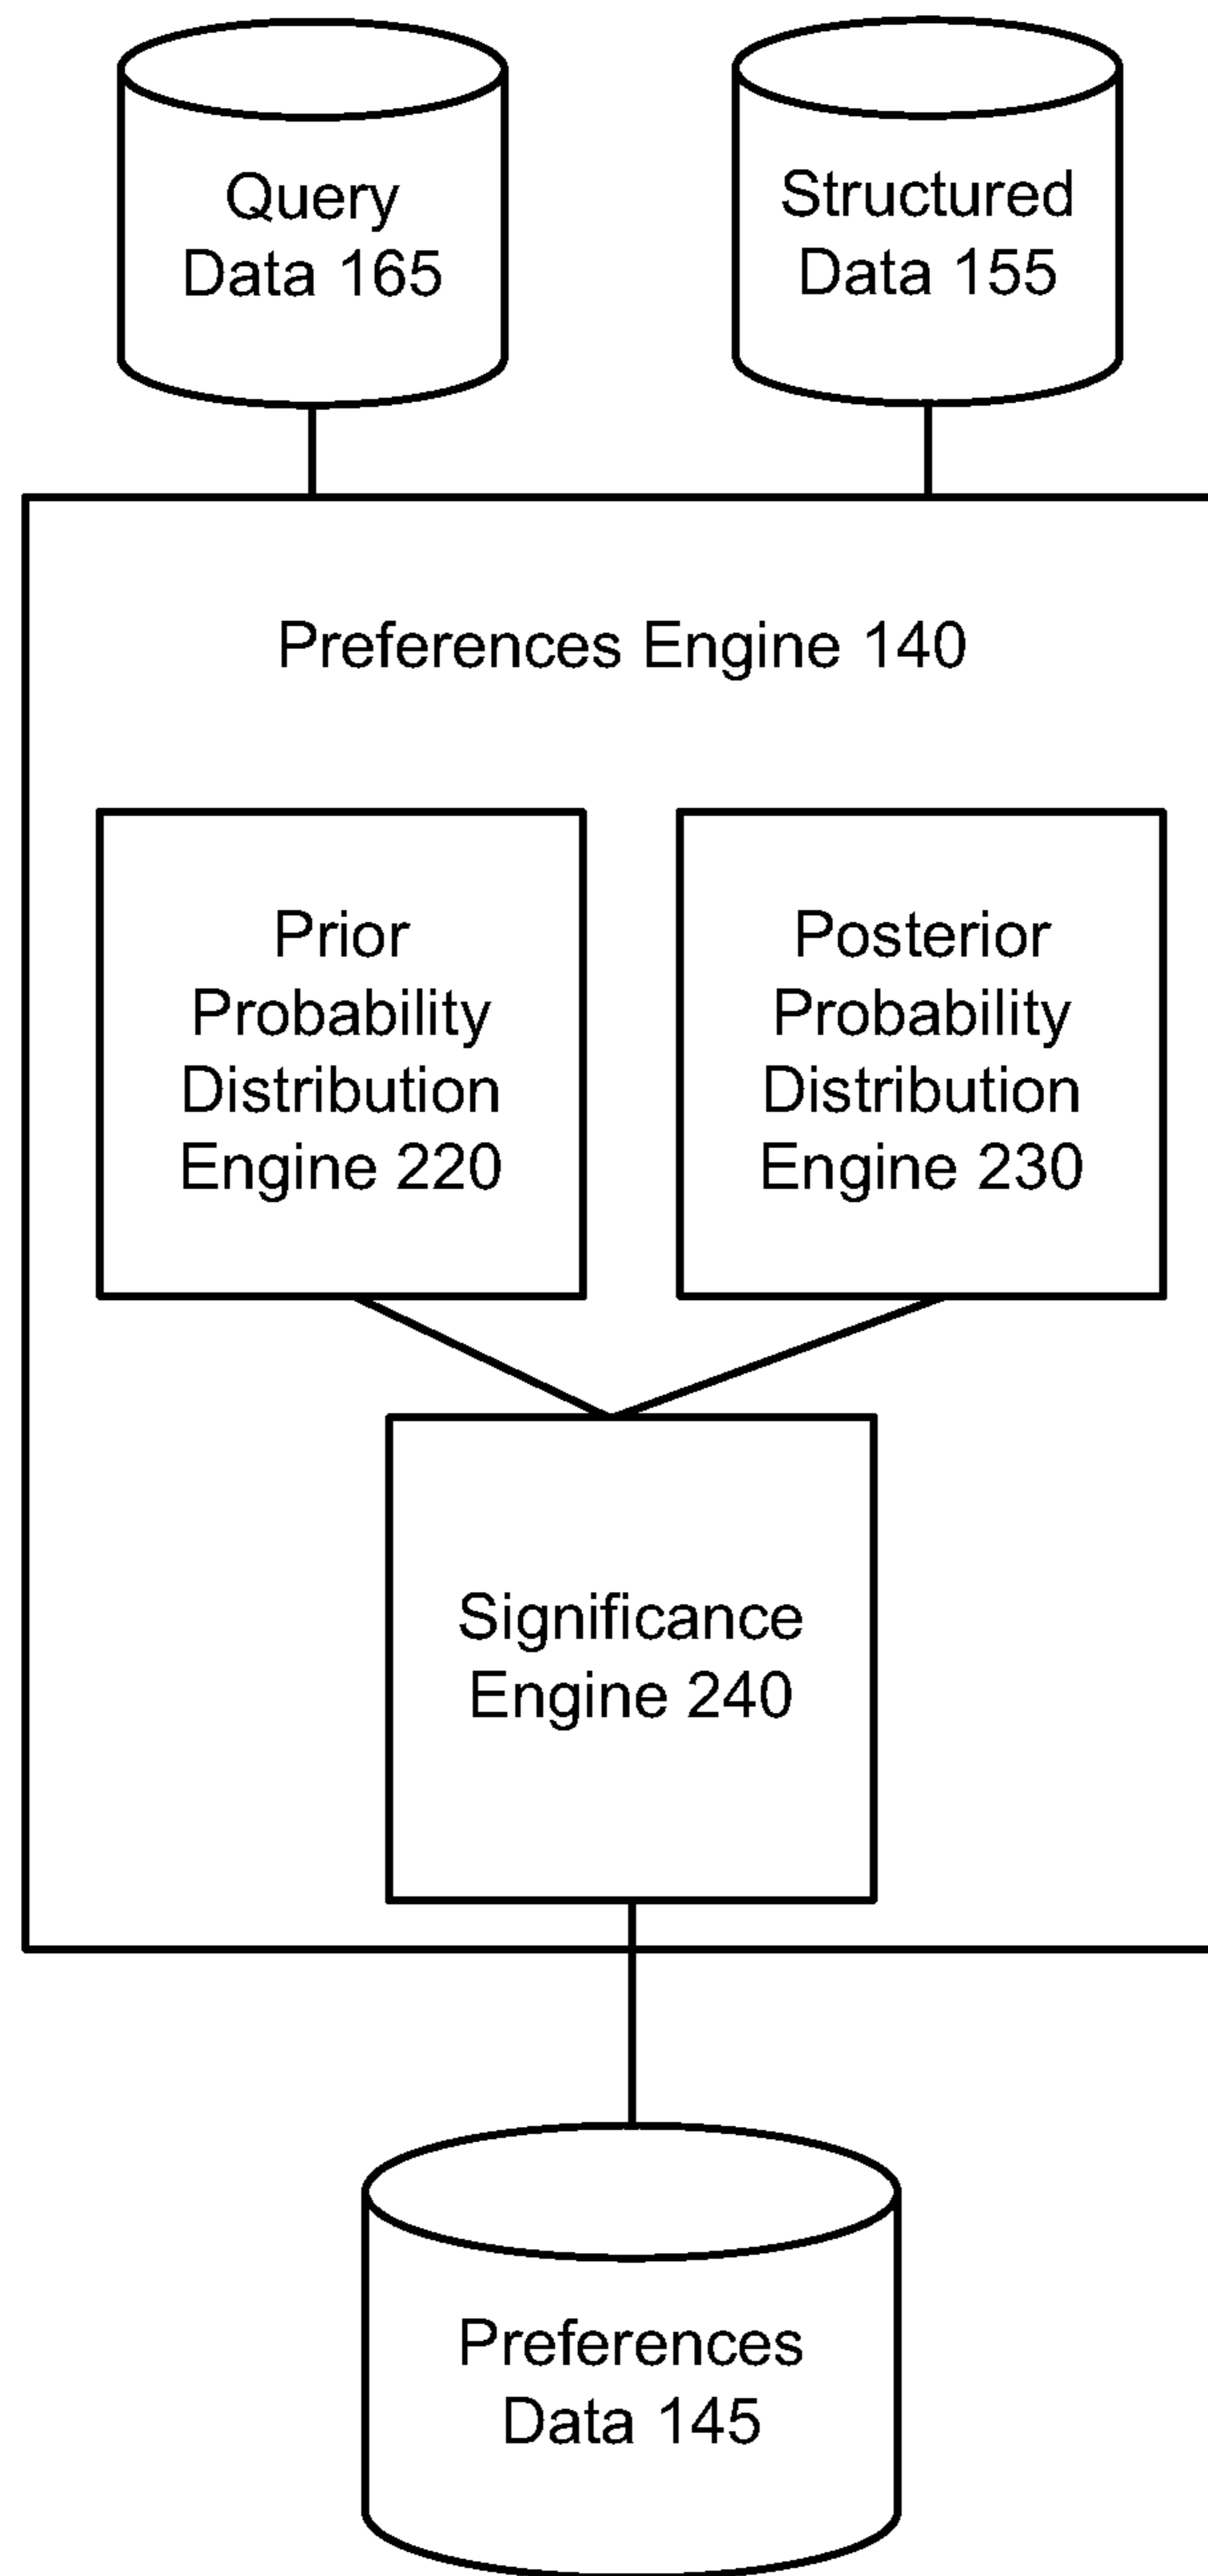 Query
Data 165
Structured
Data 155
Preferences Engine 140
Prior
Probability
Distribution
Engine 220
Posterior
Probability
Distribution
Engine 230
Significance
Engine 240
Preferences
Data 145